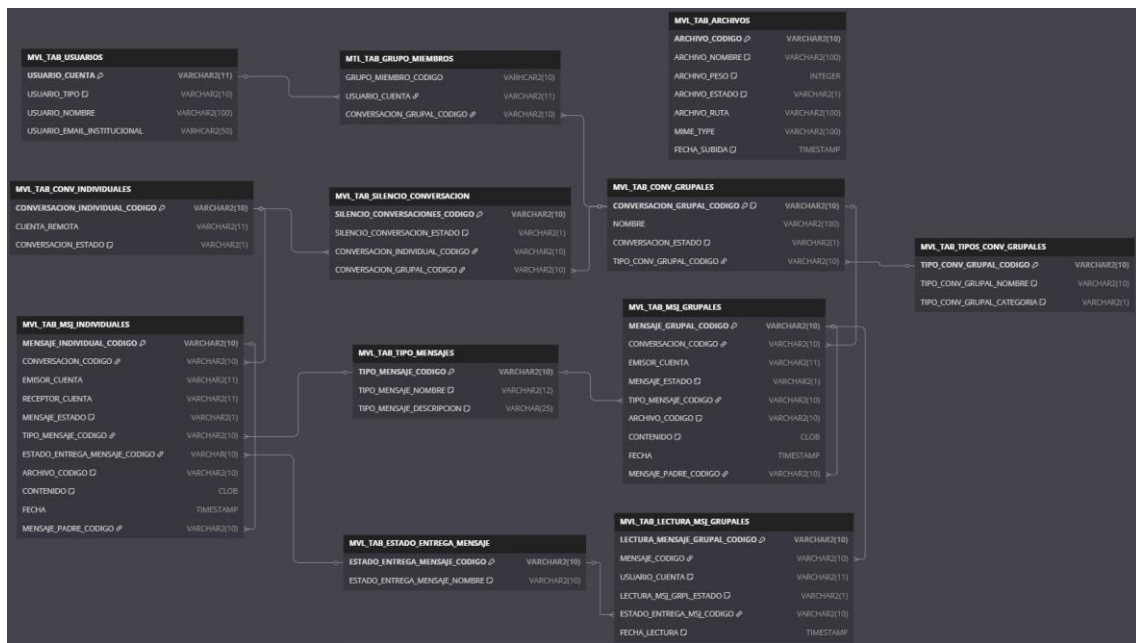 MVL_TAB_ARCHIVOS
ARCHIVO_CODIGO VARCHAR2(10)
ARCHIVO_NOMBRE VARCHAR2(100)
ARCHIVO_PESO INTEGER
ARCHIVO_ESTADO VARCHAR2(1)
ARCHIVO_RUTA VARCHAR2(100)
MIME_TYPE VARCHAR2(100)
FECHA_SUBIDA TIMESTAMP
MVL_TAB_USUARIOS
USUARIO_CUENTA VARCHAR2(11)
USUARIO_TIPO VARCHAR2(10)
USUARIO_NOMBRE VARCHAR2(100)
USUARIO_EMAIL_INSTITUCIONAL VARHCAR2(50)
MTL_TAB_GRUPO_MIEMBROS
GRUPO_MIEMBRO_CODIGO VARHCAR2(10)
USUARIO_CUENTA VARCHAR2(11)
CONVERSACION_GRUPAL_CODIGO VARCHAR2(10)
MVL_TAB_CONV_INDIVIDUALES
CONVERSACION_INDIVIDUAL_CODIGO VARCHAR2(10)
CUENTA_REMOTA VARCHAR2(11)
CONVERSACION_ESTADO VARCHAR2(1)
MVL_TAB_SILENCIO_CONVERSACION
SILENCIO_CONVERSACIONES_CODIGO VARCHAR2(10)
SILENCIO_CONVERSACION_ESTADO VARCHAR2(1)
CONVERSACION_INDIVIDUAL_CODIGO VARCHAR2(10)
CONVERSACION_GRUPAL_CODIGO VARCHAR2(10)
MVL_TAB_CONV_GRUPALES
CONVERSACION_GRUPAL_CODIGO VARCHAR2(10)
NOMBRE VARCHAR2(100)
CONVERSACION_ESTADO VARCHAR2(1)
TIPO_CONV_GRUPAL_CODIGO VARCHAR2(10)
MVL_TAB_TIPOS_CONV_GRUPALES
TIPO_CONV_GRUPAL_CODIGO VARCHAR2(10)
TIPO_CONV_GRUPAL_NOMBRE VARCHAR2(10)
TIPO_CONV_GRUPAL_CATEGORIA VARCHAR2(1)
MVL_TAB_MSJ_INDIVIDUALES
MENSAJE_INDIVIDUAL_CODIGO VARCHAR2(10)
CONVERSACION_CODIGO VARCHAR2(10)
EMISOR_CUENTA VARCHAR2(11)
RECEPTOR_CUENTA VARCHAR2(11)
MENSAJE_ESTADO VARCHAR2(1)
TIPO_MENSAJE_CODIGO VARCHAR2(10)
ESTADO_ENTREGA_MENSAJE_CODIGO VARCHAR(10)
ARCHIVO_CODIGO VARCHAR2(10)
CONTENIDO CLOB
FECHA TIMESTAMP
MENSAJE_PADRE_CODIGO VARCHAR2(10)
MVL_TAB_TIPO_MENSAJES
TIPO_MENSAJE_CODIGO VARCHAR2(10)
TIPO_MENSAJE_NOMBRE VARCHAR2(12)
TIPO_MENSAJE_DESCRIPCION VARCHAR(25)
MVL_TAB_MSJ_GRUPALES
MENSAJE_GRUPAL_CODIGO VARCHAR2(10)
CONVERSACION_CODIGO VARCHAR2(10)
EMISOR_CUENTA VARCHAR2(11)
MENSAJE_ESTADO VARCHAR2(1)
TIPO_MENSAJE_CODIGO VARCHAR2(10)
ARCHIVO_CODIGO VARCHAR2(10)
CONTENIDO CLOB
FECHA TIMESTAMP
MENSAJE_PADRE_CODIGO VARCHAR2(10)
MVL_TAB_ESTADO_ENTREGA_MENSAJE
ESTADO_ENTREGA_MENSAJE_CODIGO VARCHAR2(10)
ESTADO_ENTREGA_MENSAJE_NOMBRE VARCHAR2(10)
MVL_TAB_LECTURA_MSJ_GRUPALES
LECTURA_MENSAJE_GRUPAL_CODIGO VARCHAR2(10)
MENSAJE_CODIGO VARCHAR2(10)
USUARIO_CUENTA VARCHAR2(11)
LECTURA_MSJ_GRPL_ESTADO VARCHAR2(1)
ESTADO_ENTREGA_MSJ_CODIGO VARCHAR2(10)
FECHA_LECTURA TIMESTAMP